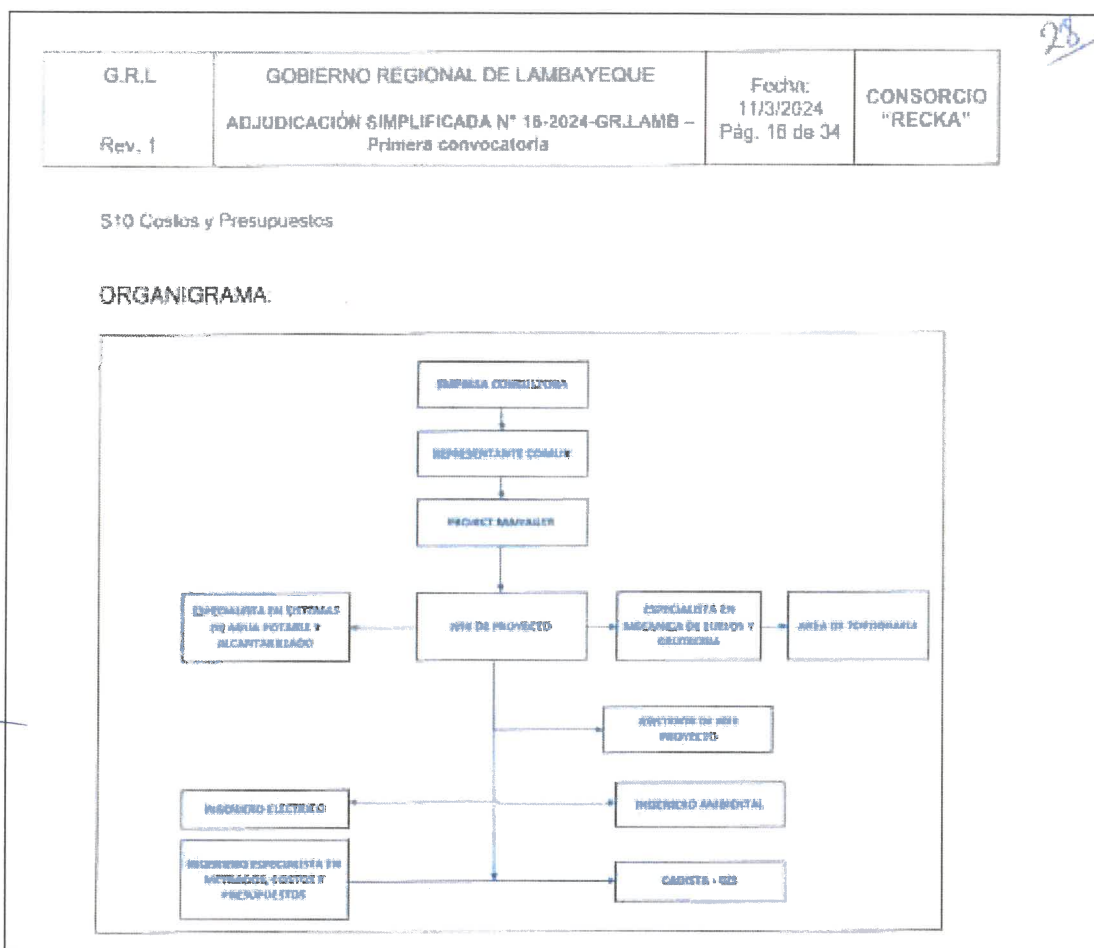 28
G.R.L
Rev. 1
GOBIERNO REGIONAL DE LAMBAYEQUE
ADJUDICACIÓN SIMPLIFICADA N° 16-2024-GR.LAMB –
Primera convocatoria
Fecha:
11/3/2024
Pág. 16 de 34
CONSORCIO
"RECKA"
S10 Costos y Presupuestos
ORGANIGRAMA:
EMPRESA CONSULTORA
REPRESENTANTE COMUN
PROJECT MANAGER
ESPECIALISTA EN SISTEMAS
DE AGUA POTABLE Y
ALCANTARILLADO
JEFE DE PROYECTO
ESPECIALISTA EN
MECANICA DE SUELOS Y
GEOTECNIA
AREA DE TOPOGRAFIA
ASISTENTE DE JEFE
PROYECTO
INGENIERO ELECTRICO
INGENIERO AMBIENTAL
INGENIERO ESPECIALISTA EN
METRADOS, COSTOS Y
PRESUPUESTOS
CADISTA - GIS